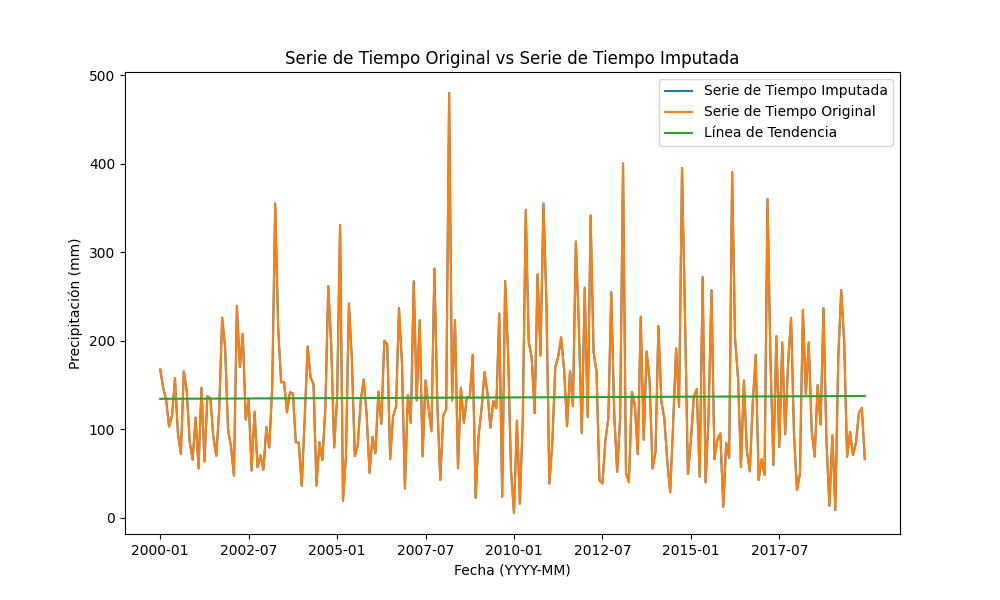 Serie de Tiempo Original vs Serie de Tiempo Imputada
Serie de Tiempo Imputada
Serie de Tiempo Original
Línea de Tendencia
Precipitación (mm)
500
400
300
200
100
0
2000-01 2002-07 2005-01 2007-07 2010-01 2012-07 2015-01 2017-07
Fecha (YYYY-MM)